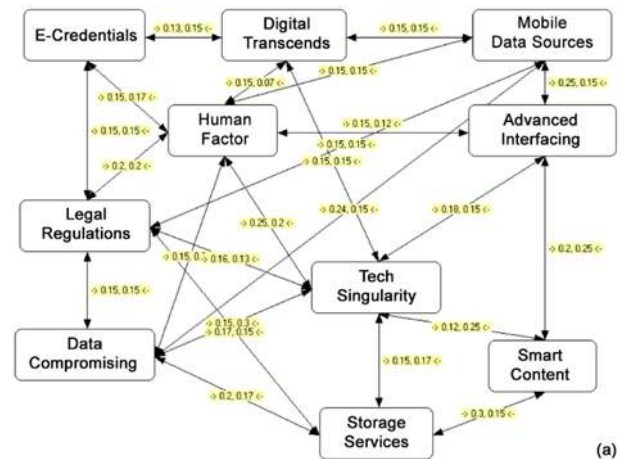 E-Credentials
-> 0.13, 0.15 <-
Digital
Transcends
-> 0.15, 0.15 <-
Mobile
Data Sources
-> 0.15, 0.17 <-
-> 0.15, 0.07 <-
-> 0.15, 0.15 <-
-> 0.25, 0.15 <-
Human
Factor
-> 0.15, 0.12 <-
Advanced
Interfacing
-> 0.15, 0.15 <-
-> 0.15, 0.15 <-
-> 0.15, 0.15 <-
-> 0.2, 0.2 <-
Legal
Regulations
-> 0.25, 0.2 <-
-> 0.24, 0.15 <-
-> 0.18, 0.15 <-
-> 0.15,
-> 0.16, 0.13 <-
-> 0.2, 0.25 <-
Tech
Singularity
-> 0.15, 0.15 <-
-> 0.15, 0.3 <-
-> 0.17, 0.15 <-
-> 0.12, 0.25 <-
Data
Compromising
-> 0.15, 0.17 <-
Smart
Content
-> 0.2, 0.17 <-
-> 0.3, 0.15 <-
Storage
Services
(a)